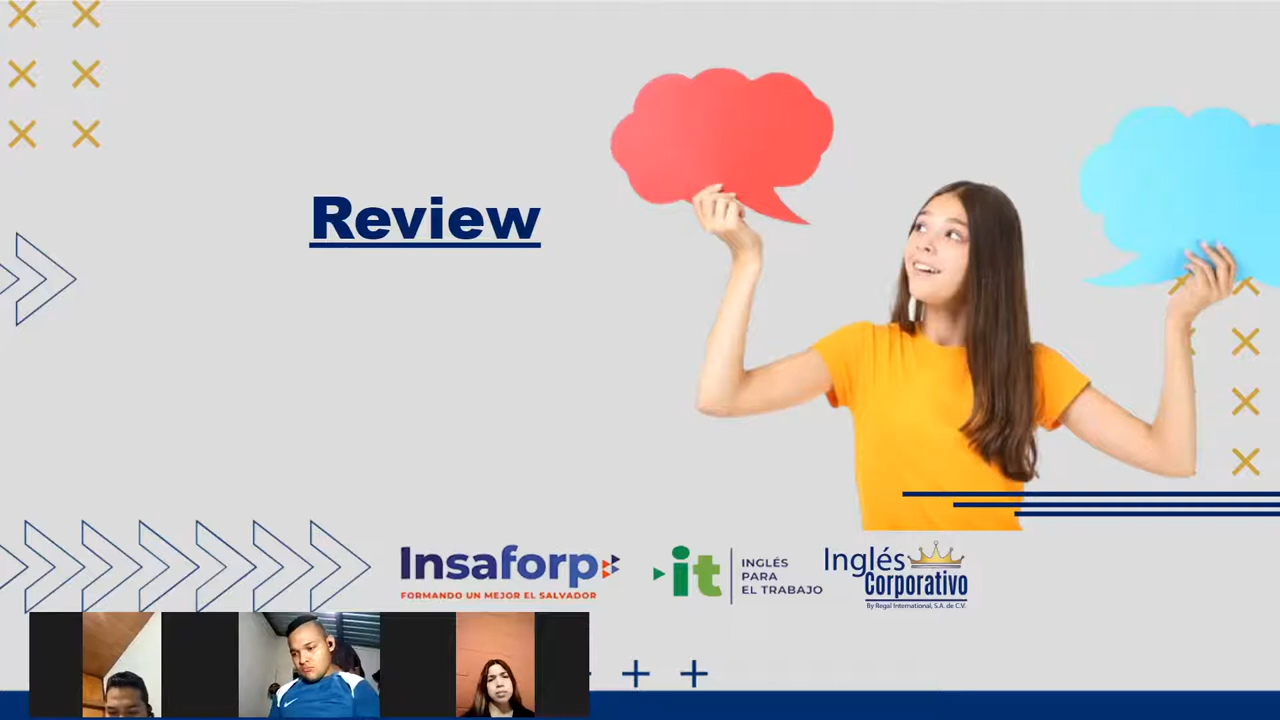 Review
Insaforp
FORMANDO UN MEJOR EL SALVADOR
it
INGLÉS
PARA
EL TRABAJO
Inglés
Corporativo
By Regal International, S.A. de C.V.